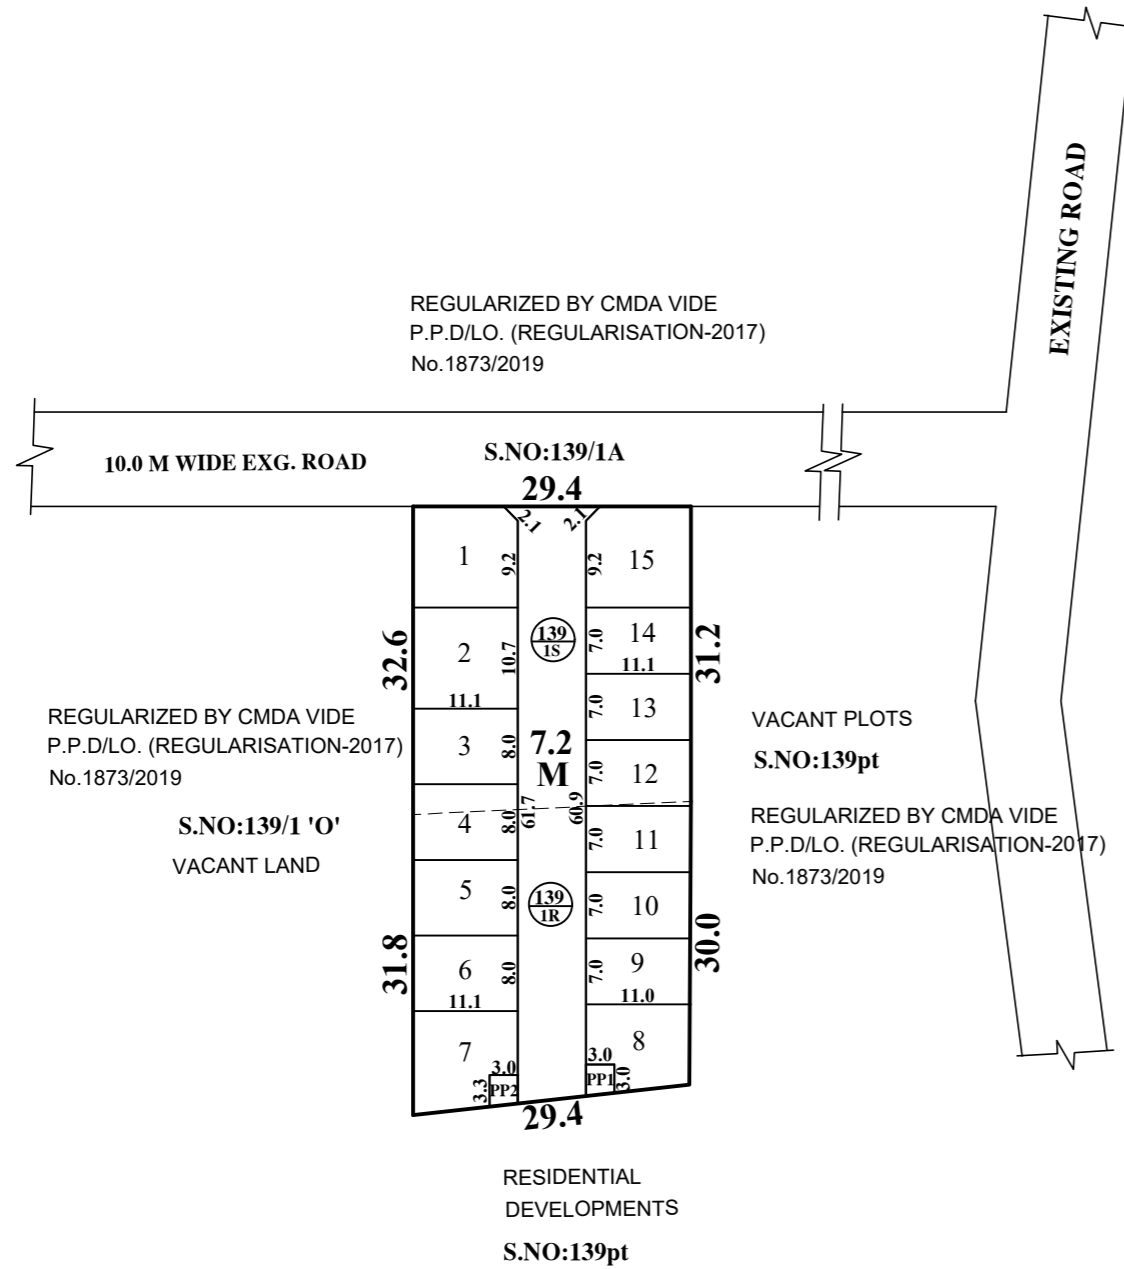 EXISTING ROAD
REGULARIZED BY CMDA VIDE
P.P.D/LO. (REGULARISATION-2017)
No.1873/2019
10.0 M WIDE EXG. ROAD
S.NO:139/1A
29.4
2.1
2.1
1
9.2
9.2
15
32.6
2
10.7
139
1S
7.0
14
11.1
31.2
11.1
7.0
13
REGULARIZED BY CMDA VIDE
P.P.D/LO. (REGULARISATION-2017)
No.1873/2019
3
8.0
7.2
M
7.0
12
VACANT PLOTS
S.NO:139pt
S.NO:139/1 'O'
VACANT LAND
4
8.0
61.7
60.9
7.0
11
REGULARIZED BY CMDA VIDE
P.P.D/LO. (REGULARISATION-2017)
No.1873/2019
5
8.0
139
1R
7.0
10
31.8
6
11.1
8.0
7.0
9
11.0
30.0
7
3.0
3.3
PP2
3.0
PP1
3.0
8
29.4
RESIDENTIAL
DEVELOPMENTS
S.NO:139pt